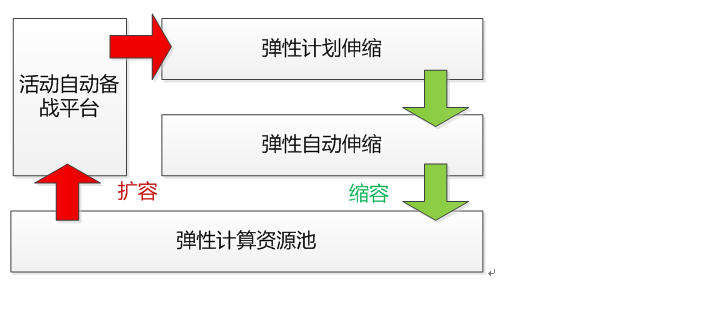 弹性计划伸缩
活动自动备
战平台
弹性自动伸缩
扩容
缩容
弹性计算资源池